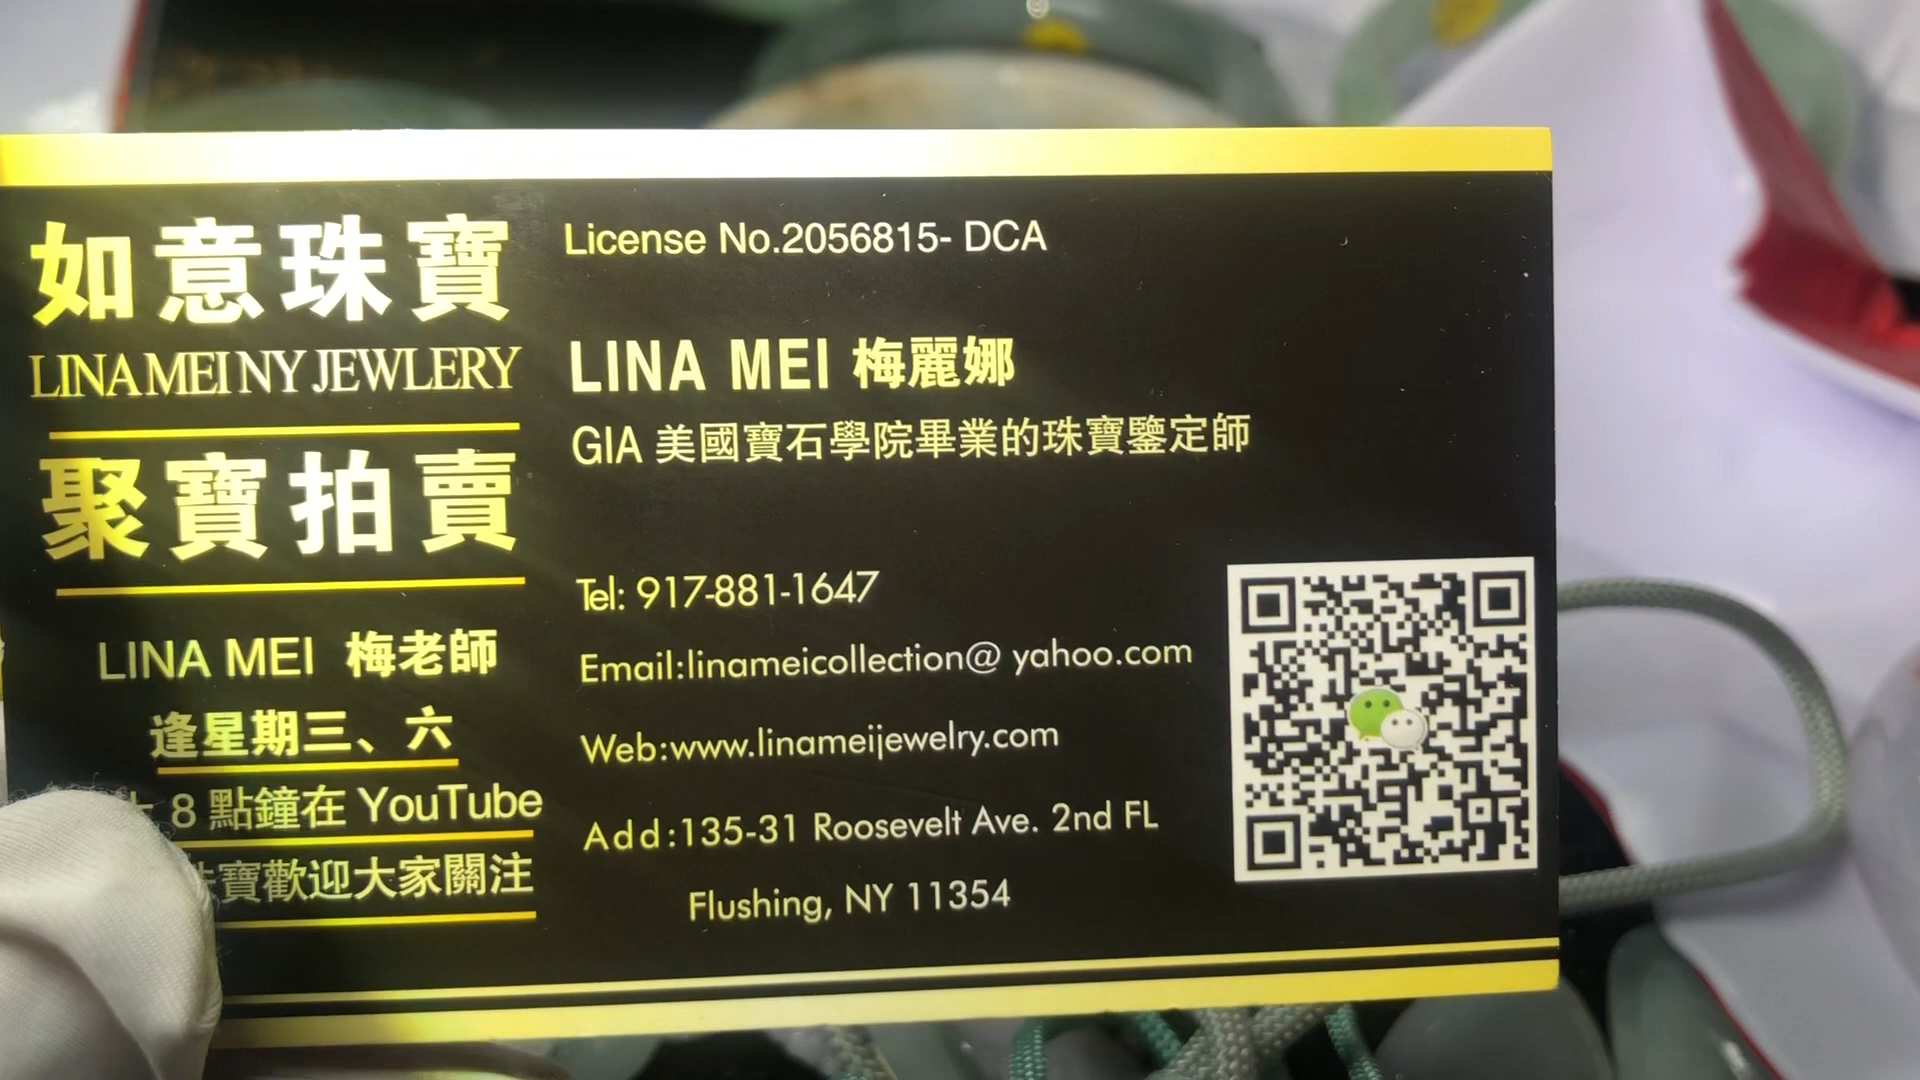 如意珠寶
LINA MEI NY JEWLERY
聚寶拍賣
LINA MEI 梅老師
逢星期三、六
8 點鐘在 YouTube
寶歡迎大家關注
License No.2056815- DCA
LINA MEI 梅麗娜
GIA 美國寶石學院畢業的珠寶鑒定師
Tel: 917-881-1647
Email:linameicollection@ yahoo.com
Web:www.linameijewelry.com
Add:135-31 Roosevelt Ave. 2nd FL
Flushing, NY 11354